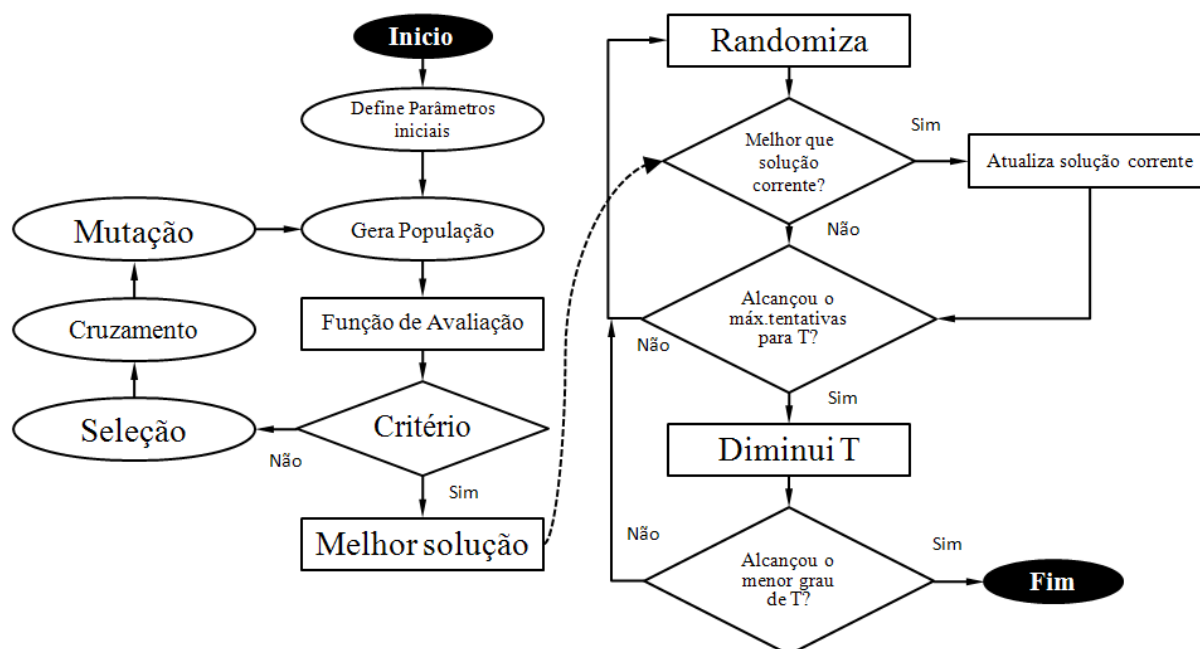 Inicio
Define Parâmetros
iniciais
Gera População
Mutação
Cruzamento
Seleção
Função de Avaliação
Critério
Não
Sim
Melhor solução
Randomiza
Melhor que
solução
corrente?
Sim
Atualiza solução corrente
Não
Alcançou o
máx.tentativas
para T?
Não
Sim
Diminui T
Não
Alcançou o
menor grau
de T?
Sim
Fim